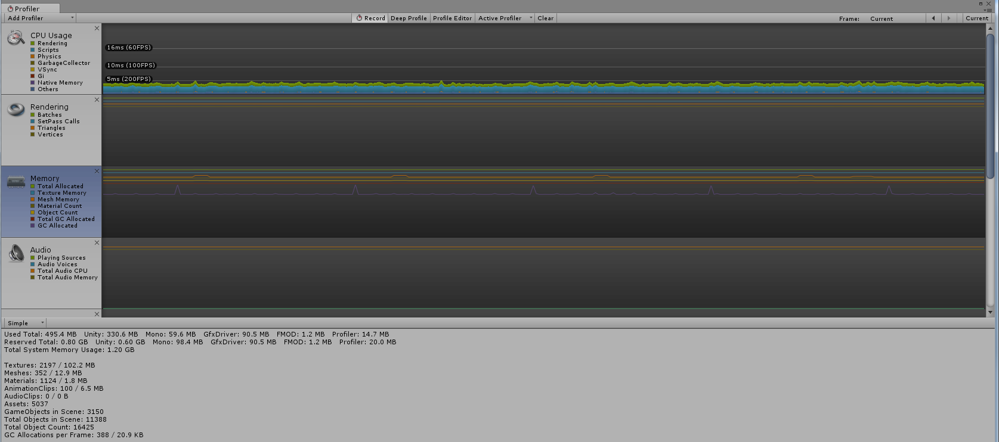 Profiler
Add Profiler
Record Deep Profile Profile Editor Active Profiler Clear Frame: Current Current
CPU Usage
Rendering
Scripts
Physics
GarbageCollector
VSync
Gi
Native Memory
Others
16ms (60FPS)
10ms (100FPS)
5ms (200FPS)
Rendering
Batches
SetPass Calls
Triangles
Vertices
Memory
Total Allocated
Texture Memory
Mesh Memory
Material Count
Object Count
Total GC Allocated
GC Allocated
Audio
Playing Sources
Audio Voices
Total Audio CPU
Total Audio Memory
Simple
Used Total: 495.4 MB Unity: 330.6 MB Mono: 59.6 MB GfxDriver: 90.5 MB FMOD: 1.2 MB Profiler: 14.7 MB
Reserved Total: 0.80 GB Unity: 0.60 GB Mono: 98.4 MB GfxDriver: 90.5 MB FMOD: 1.2 MB Profiler: 20.0 MB
Total System Memory Usage: 1.20 GB
Textures: 2197 / 102.2 MB
Meshes: 352 / 12.9 MB
Materials: 1124 / 1.8 MB
AnimationClips: 100 / 6.5 MB
AudioClips: 0 / 0 B
Assets: 5037
GameObjects in Scene: 3150
Total Objects in Scene: 11388
Total Object Count: 16425
GC Allocations per Frame: 388 / 20.9 KB